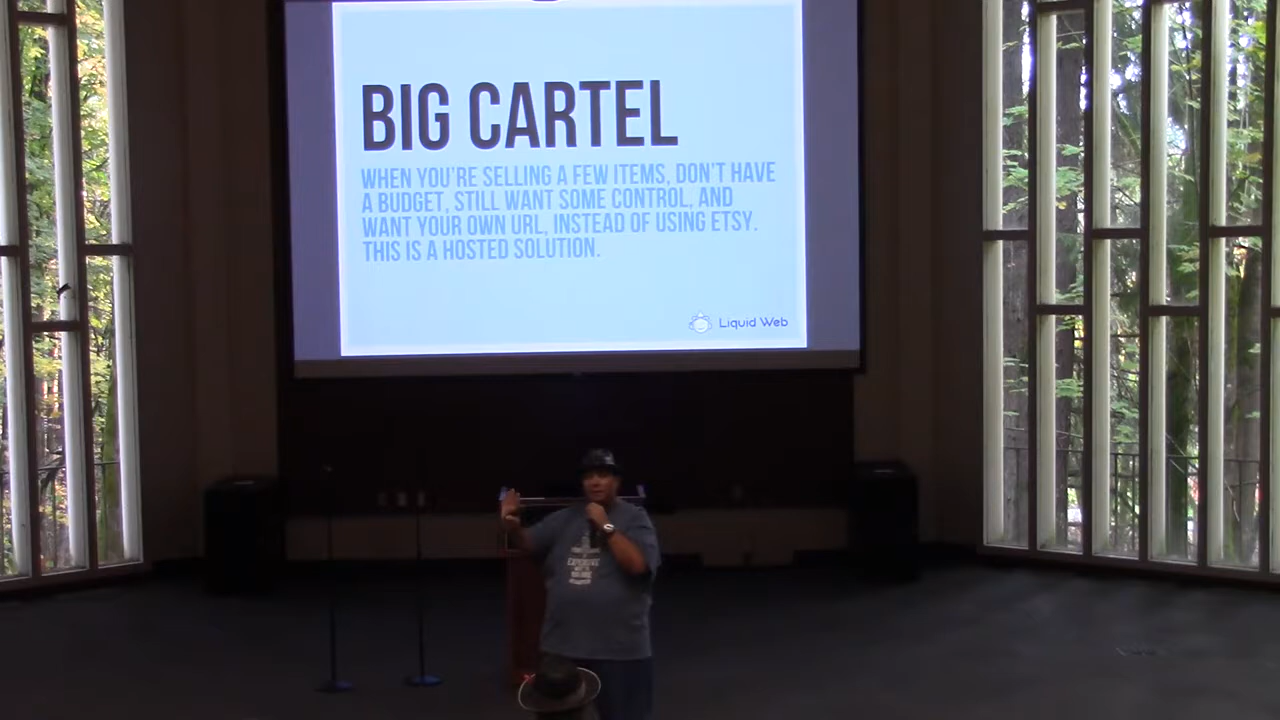 BIG CARTEL
WHEN YOU'RE SELLING A FEW ITEMS, DON'T HAVE
A BUDGET, STILL WANT SOME CONTROL, AND
WANT YOUR OWN URL, INSTEAD OF USING ETSY.
THIS IS A HOSTED SOLUTION.
Liquid Web